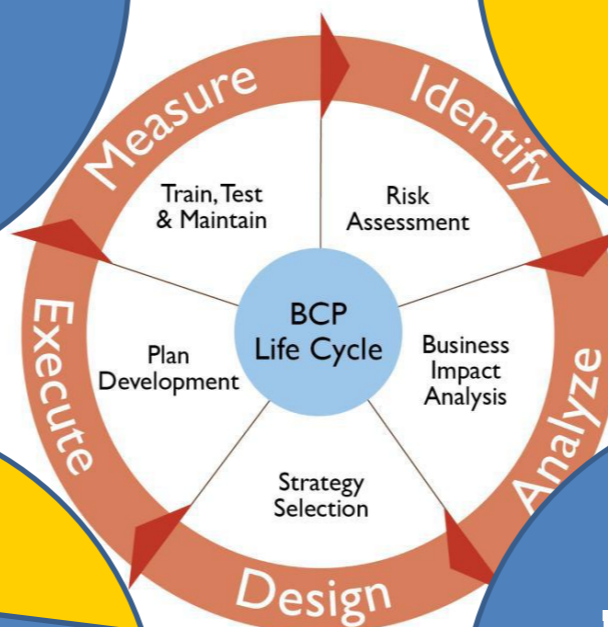 Measure
Identify
Train, Test
& Maintain
Risk
Assessment
BCP
Life Cycle
Execute
Plan
Development
Business
Impact
Analysis
Analyze
Strategy
Selection
Design